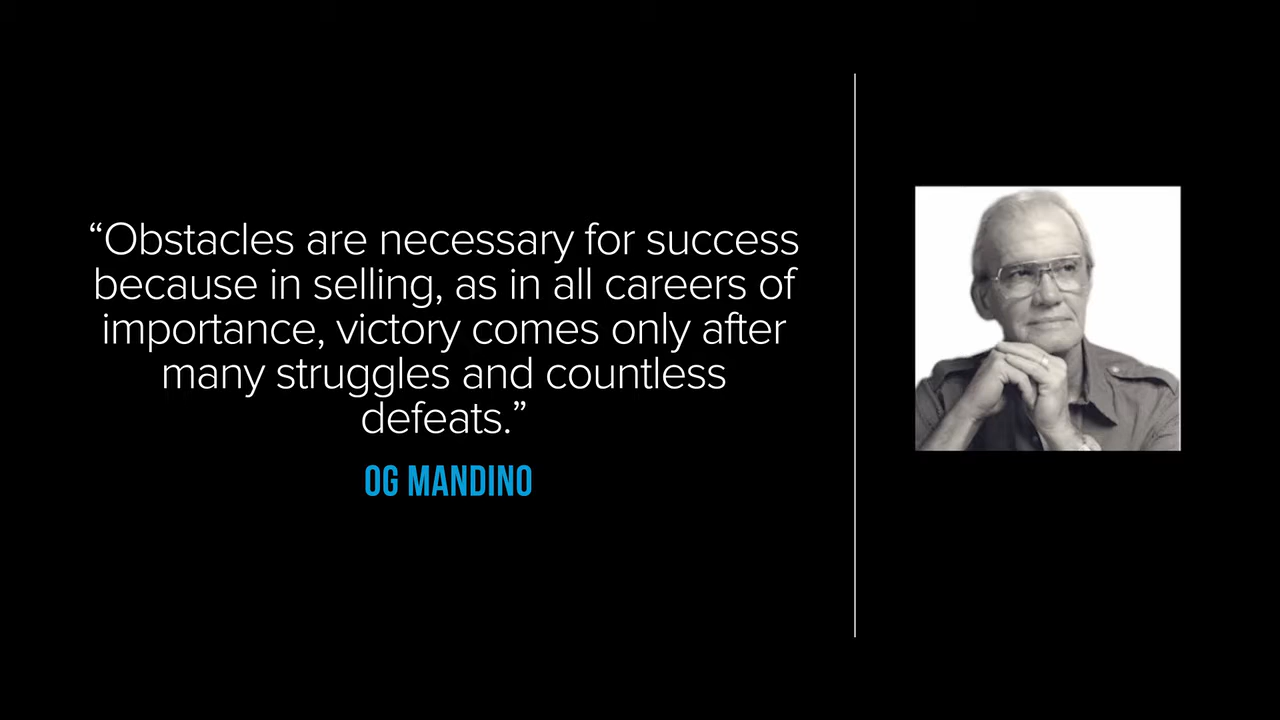 “Obstacles are necessary for success
because in selling, as in all careers of
importance, victory comes only after
many struggles and countless
defeats.”
OG MANDINO